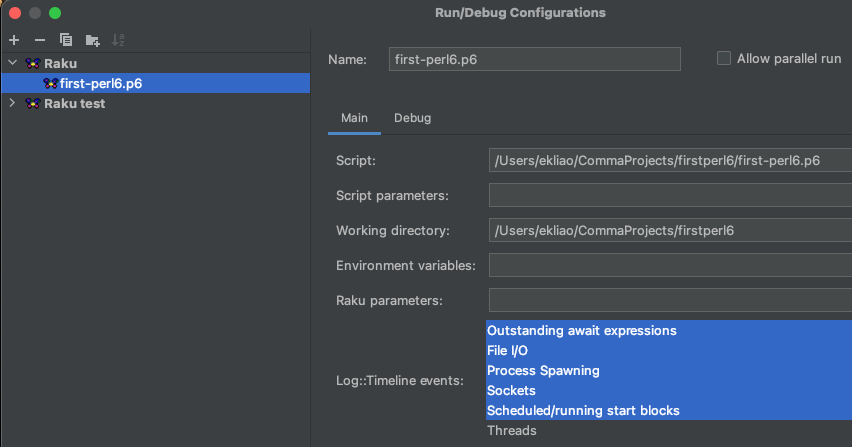 Run/Debug Configurations
Raku
first-perl6.p6
Raku test
Name: first-perl6.p6 Allow parallel run
Main Debug
Script: /Users/ekliao/CommaProjects/firstperl6/first-perl6.p6
Script parameters:
Working directory: /Users/ekliao/CommaProjects/firstperl6
Environment variables:
Raku parameters:
Log::Timeline events:
Outstanding await expressions
File I/O
Process Spawning
Sockets
Scheduled/running start blocks
Threads